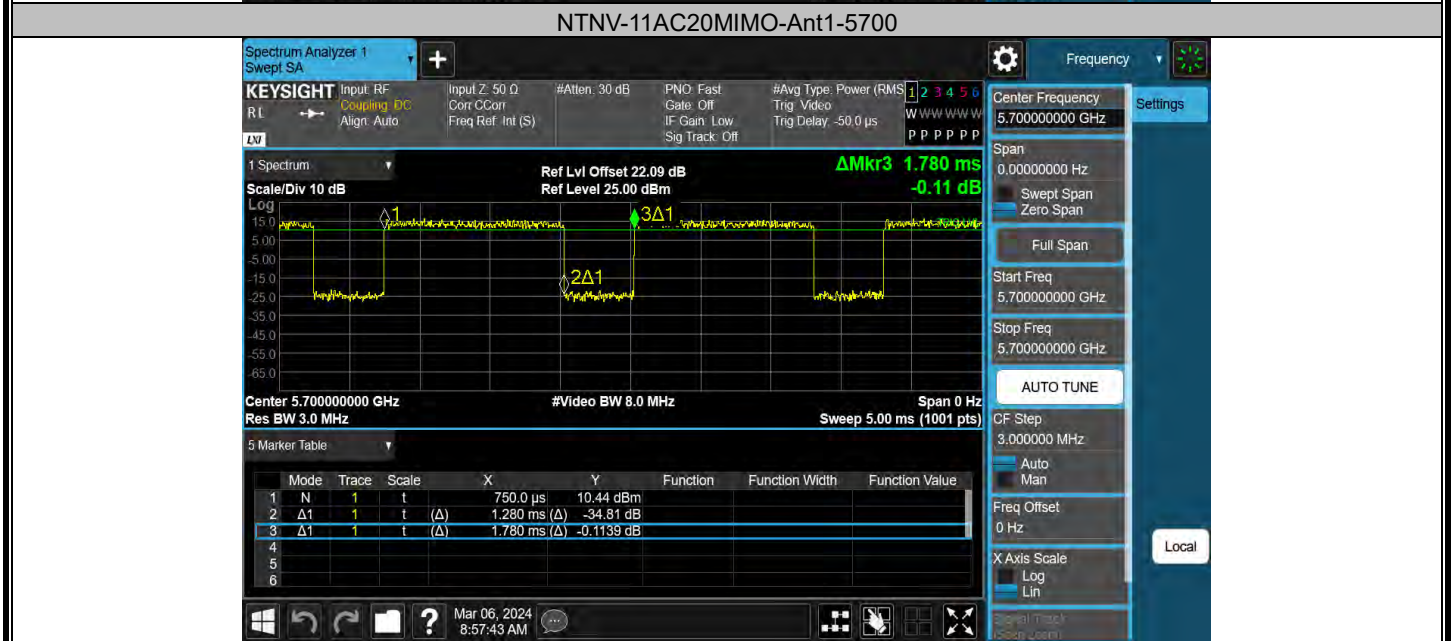 NTNV-11AC20MIMO-Ant1-5700
Spectrum Analyzer 1
Swept SA
Frequency
KEYSIGHT
RL
LXI
Input: RF
Coupling: DC
Align: Auto
Input Z: 50 Ω
Corr CCorr
Freq Ref: Int (S)
#Atten: 30 dB
PNO: Fast
Gate: Off
IF Gain: Low
Sig Track: Off
#Avg Type: Power (RMS
Trig: Video
Trig Delay: -50.0 µs
1 2 3 4 5 6
W W W W W W
P P P P P P
Center Frequency
5.700000000 GHz
Settings
1 Spectrum
Scale/Div 10 dB
Ref Lvl Offset 22.09 dB
Ref Level 25.00 dBm
ΔMkr3 1.780 ms
-0.11 dB
Log
15.0
5.00
-5.00
-15.0
-25.0
-35.0
-45.0
-55.0
-65.0
1
2Δ1
3Δ1
Center 5.700000000 GHz
Res BW 3.0 MHz
#Video BW 8.0 MHz
Span 0 Hz
Sweep 5.00 ms (1001 pts)
Span
0.00000000 Hz
Swept Span
Zero Span
Full Span
Start Freq
5.700000000 GHz
Stop Freq
5.700000000 GHz
AUTO TUNE
CF Step
3.000000 MHz
Auto
Man
Freq Offset
0 Hz
X Axis Scale
Log
Lin
Signal Track
(Span Zoom)
Local
5 Marker Table
Mode Trace Scale X Y Function Function Width Function Value
1 N 1 t 750.0 µs 10.44 dBm
2 Δ1 1 t (Δ) 1.280 ms (Δ) -34.81 dB
3 Δ1 1 t (Δ) 1.780 ms (Δ) -0.1139 dB
4
5
6
?
Mar 06, 2024
8:57:43 AM